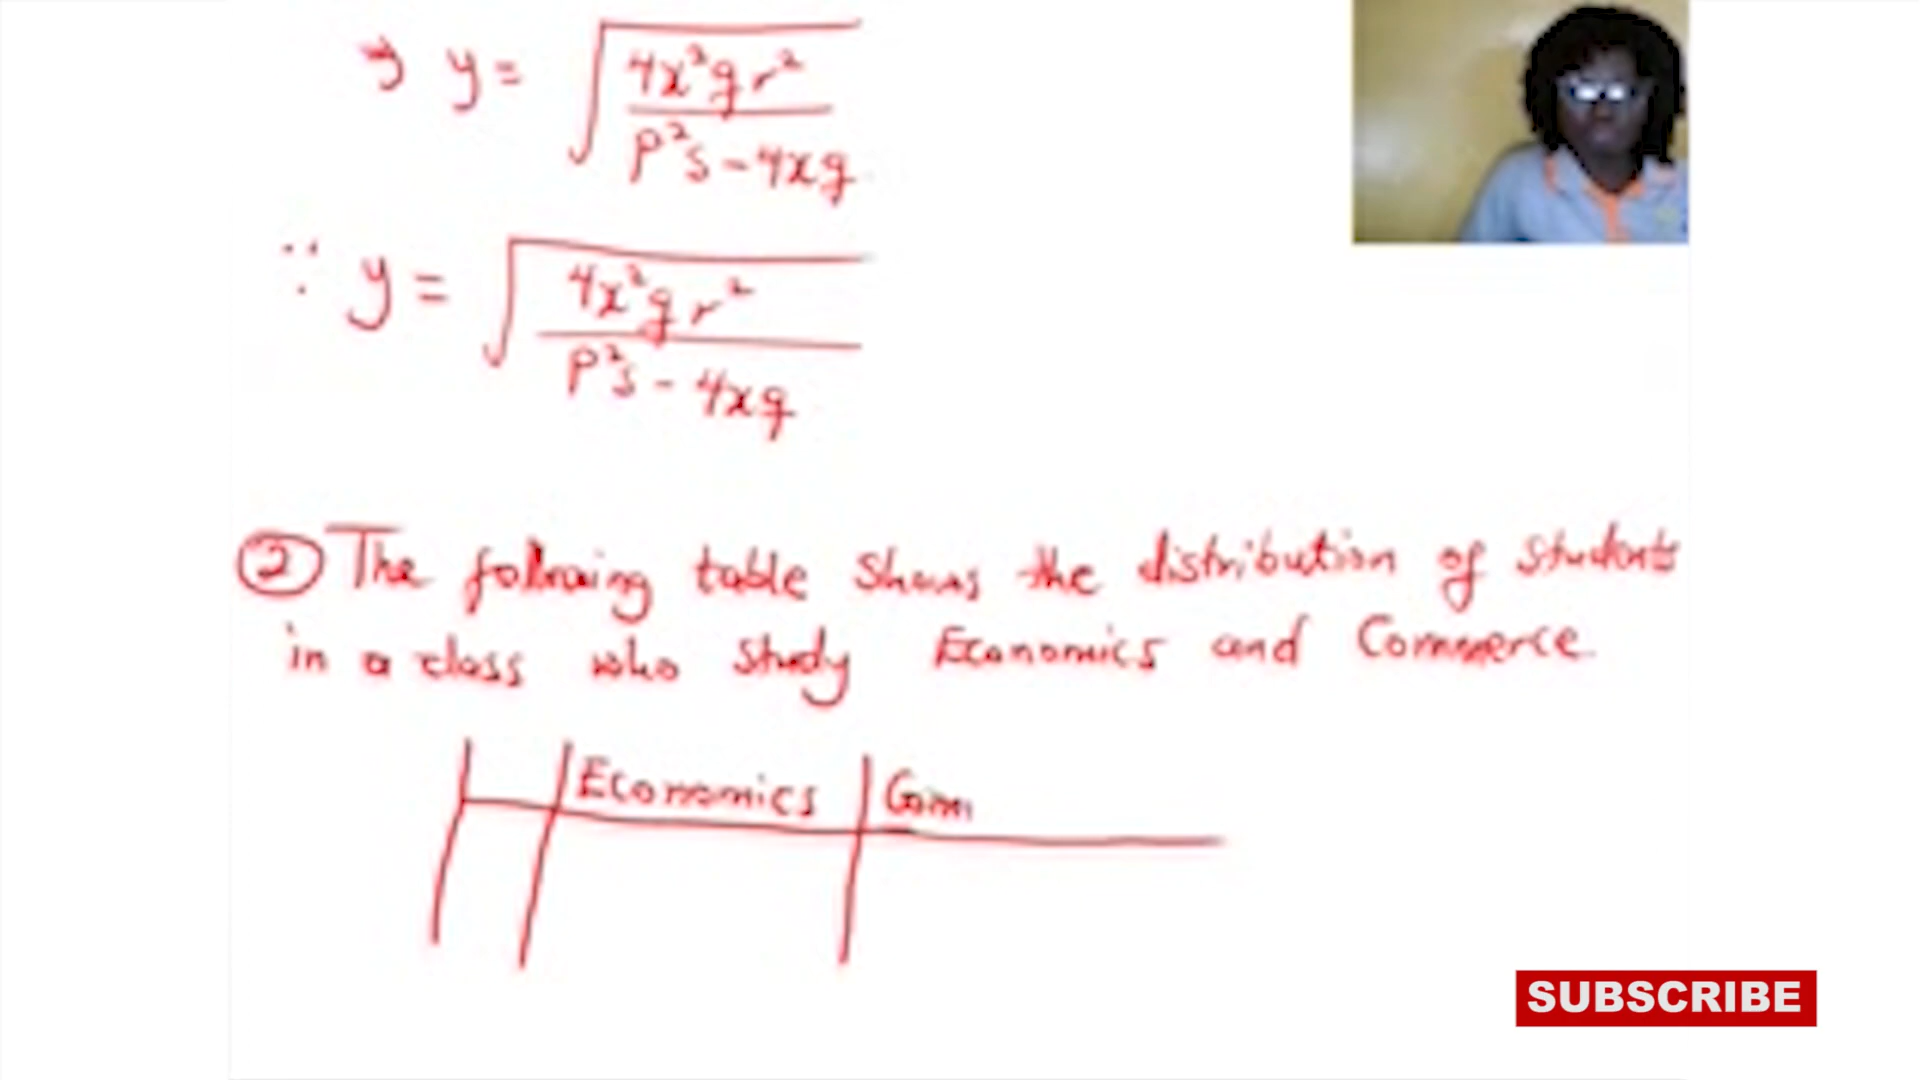 ⇒ y = √(4x²gr² / p²s - 4xg)
∴ y = √(4x²gr² / p²s - 4xg)
② The following table shows the distribution of students
in a class who study Economics and Commerce.
Economics Com
SUBSCRIBE